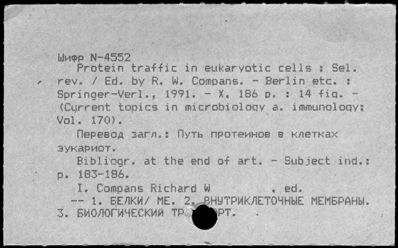 Шифр N-4552
Protein traffic in eukaryotic cells : Sel.
rev. / Ed. by R. W. Compans. - Berlin etc. :
Springer-Verl., 1991. - X, 186 p. : 14 fig. -
(Current topics in microbiology a. immunology;
Vol. 170).
Перевод загл.: Путь протеинов в клетках
эукариот.
Bibliogr. at the end of art. - Subject ind.:
p. 183-186.
I. Compans Richard W , ed.
-- 1. БЕЛКИ/ МЕ. 2. ВНУТРИКЛЕТОЧНЫЕ МЕМБРАНЫ.
3. БИОЛОГИЧЕСКИЙ